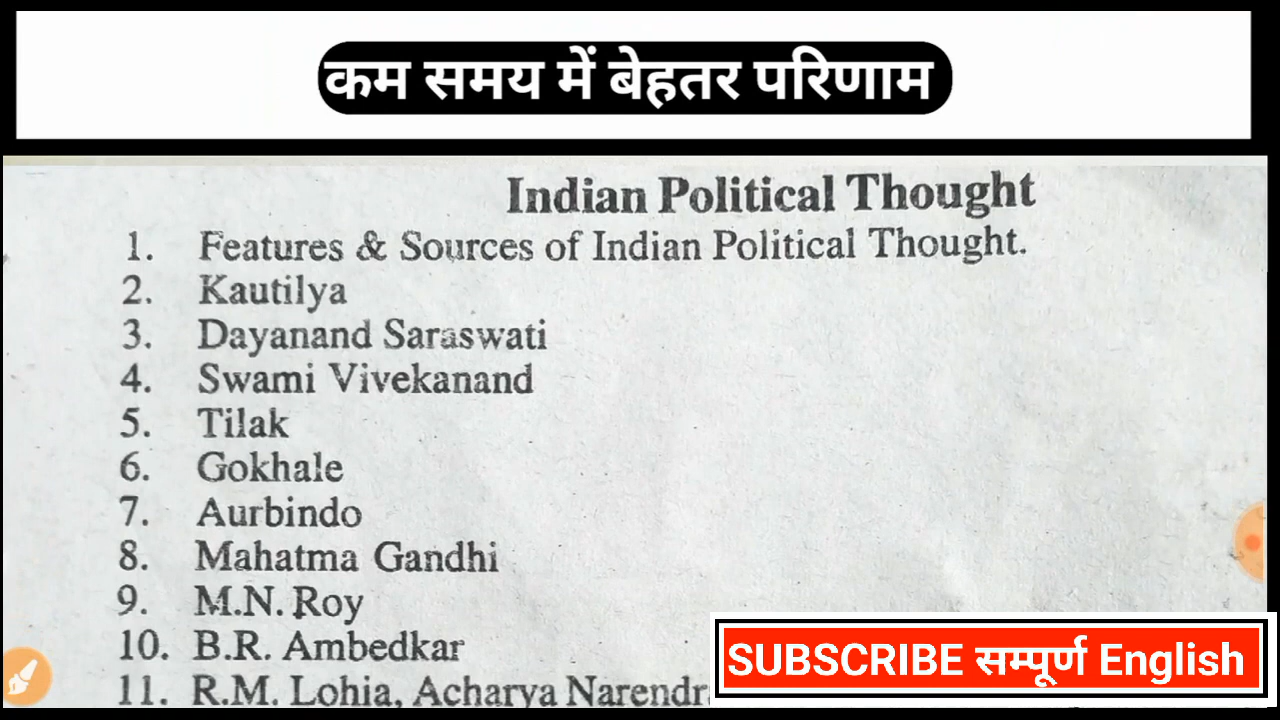 कम समय में बेहतर परिणाम
Indian Political Thought
1. Features & Sources of Indian Political Thought.
2. Kautilya
3. Dayanand Saraswati
4. Swami Vivekanand
5. Tilak
6. Gokhale
7. Aurbindo
8. Mahatma Gandhi
9. M.N. Roy
10. B.R. Ambedkar
11. R.M. Lohia, Acharya Narendr
SUBSCRIBE सम्पूर्ण English